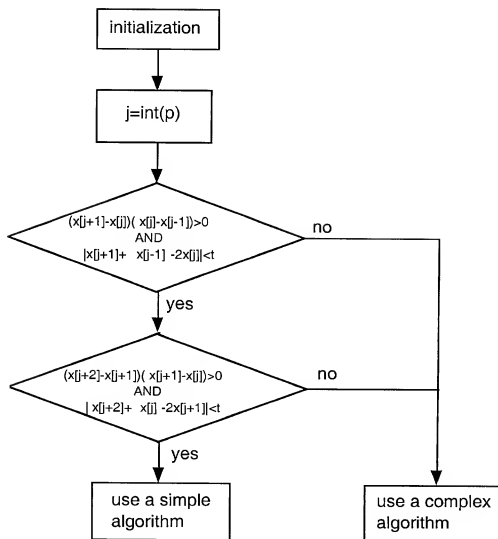 initialization
j=int(p)
(x[j+1]-x[j])( x[j]-x[j-1])>0
AND
|x[j+1]+ x[j-1] -2x[j]|<t
no
yes
(x[j+2]-x[j+1])( x[j+1]-x[j])>0
AND
| x[j+2]+ x[j] -2x[j+1]|<t
no
yes
use a simple
algorithm
use a complex
algorithm